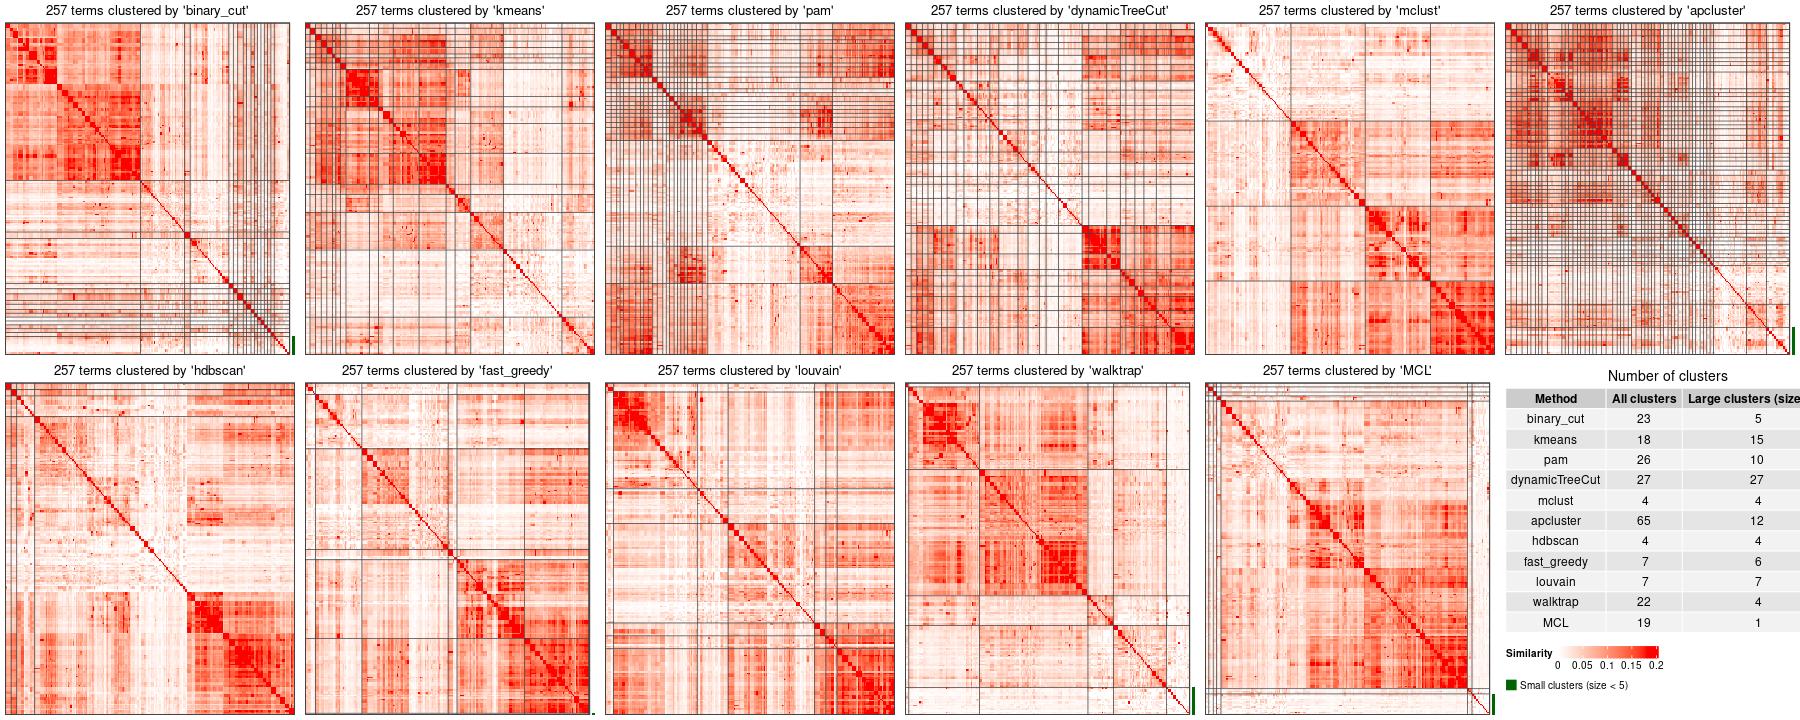 257 terms clustered by 'binary_cut'
257 terms clustered by 'kmeans'
257 terms clustered by 'pam'
257 terms clustered by 'dynamicTreeCut'
257 terms clustered by 'mclust'
257 terms clustered by 'apcluster'
257 terms clustered by 'hdbscan'
257 terms clustered by 'fast_greedy'
257 terms clustered by 'louvain'
257 terms clustered by 'walktrap'
257 terms clustered by 'MCL'
Number of clusters
Method All clusters Large clusters (size
binary_cut 23 5
kmeans 18 15
pam 26 10
dynamicTreeCut 27 27
mclust 4 4
apcluster 65 12
hdbscan 4 4
fast_greedy 7 6
louvain 7 7
walktrap 22 4
MCL 19 1
Similarity
0 0.05 0.1 0.15 0.2
Small clusters (size < 5)